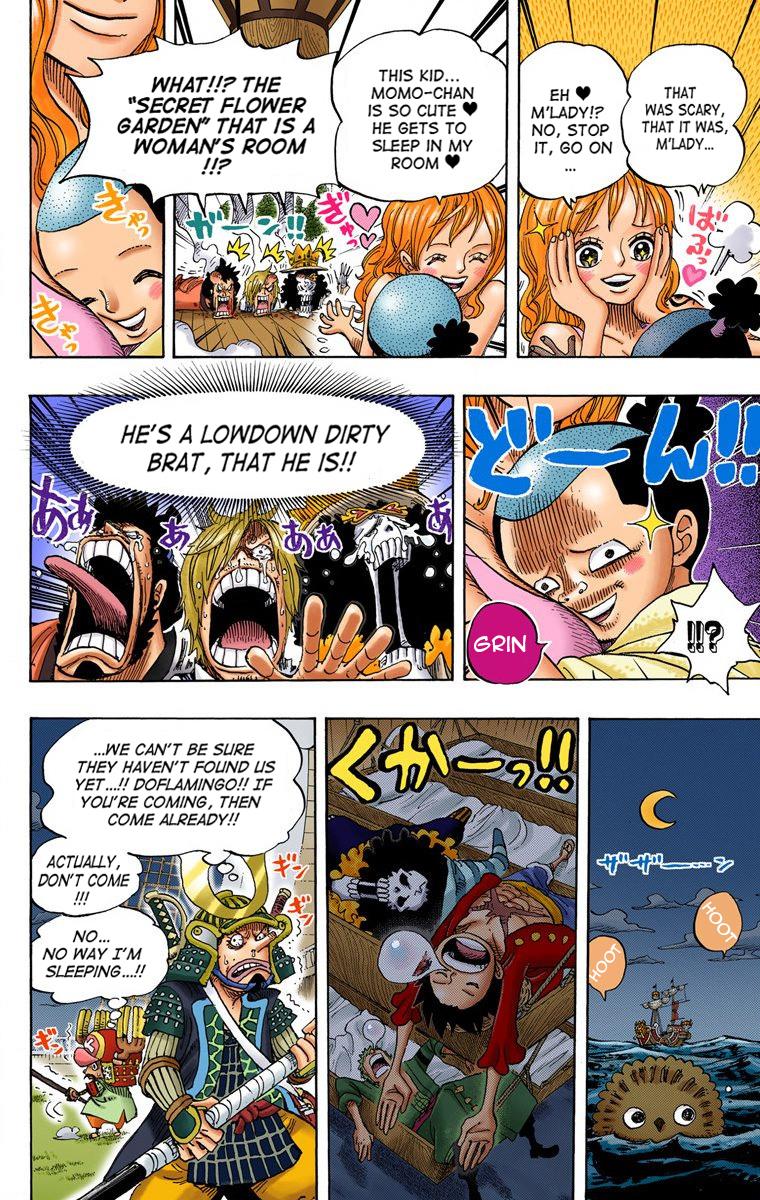 THAT
WAS SCARY,
THAT IT WAS,
M'LADY...
ばふっ♥
EH ♥
M'LADY!?
NO, STOP
IT, GO ON
...
THIS KID...
MOMO-CHAN
IS SO CUTE ♥
HE GETS TO
SLEEP IN MY
ROOM ♥
ぎゅっ♥♥
ガーン!!
WHAT!!? THE
"SECRET FLOWER
GARDEN" THAT IS A
WOMAN'S ROOM
!!?
きゃっ
きゃっ
どーん!!
!!?
GRIN
HE'S A LOWDOWN DIRTY
BRAT, THAT HE IS!!
ああ
あ
ああ
あ
ザザーーン
HOOT
HOOT
くかーっ!!
...WE CAN'T BE SURE
THEY HAVEN'T FOUND US
YET...!! DOFLAMINGO!! IF
YOU'RE COMING, THEN
COME ALREADY!!
ギン
ギン
ACTUALLY,
DON'T COME
!!!
NO...
NO WAY I'M
SLEEPING...!!
ギン